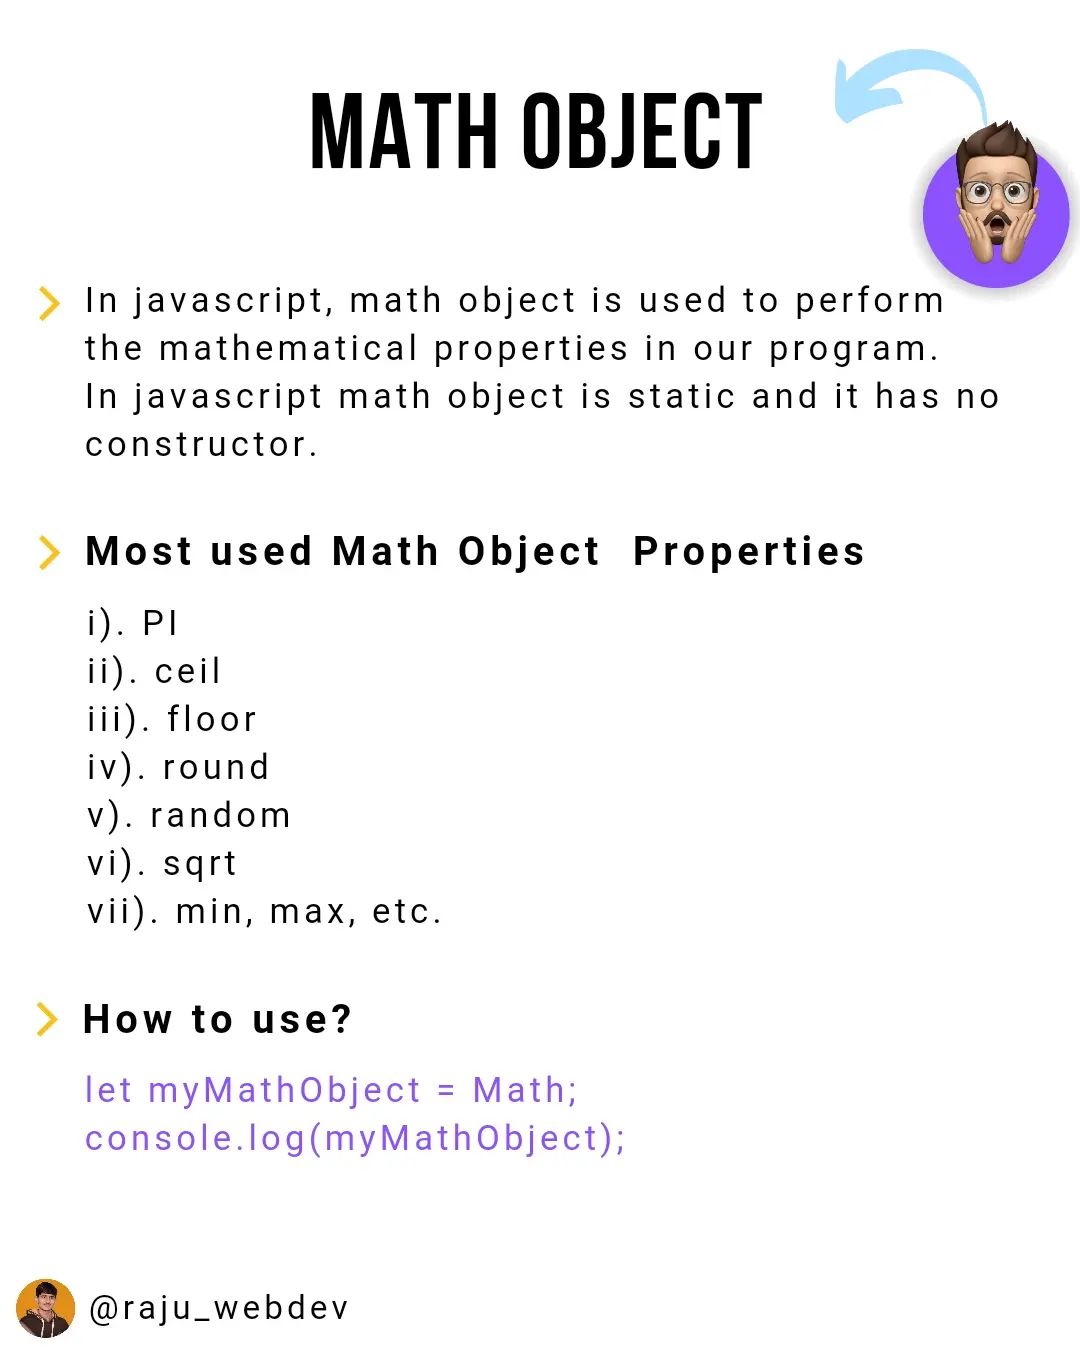 MATH OBJECT
In javascript, math object is used to perform
the mathematical properties in our program.
In javascript math object is static and it has no
constructor.
Most used Math Object  Properties
i). PI
ii). ceil
iii). floor
iv). round
v). random
vi). sqrt
vii). min, max, etc.
How to use?
let myMathObject = Math;
console.log(myMathObject);
@raju_webdev